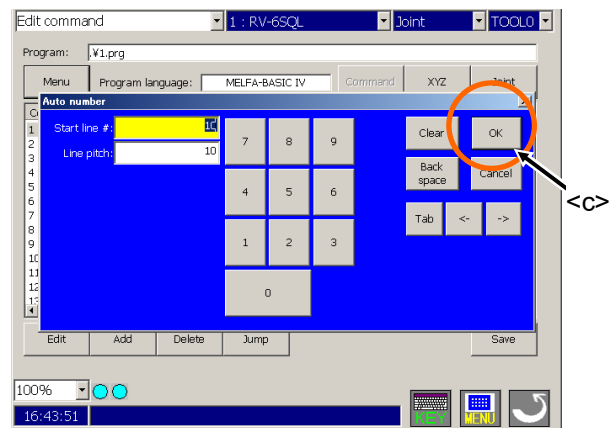 Edit command 1 : RV-6SQL Joint TOOL0
Program: .¥1.prg
Menu Program language: MELFA-BASIC IV Command XYZ Joint
Auto number
Start line #: 10
Line pitch: 10
7 8 9
4 5 6
1 2 3
0
Clear OK
Back space Cancel
Tab <- ->
<c>
1
2
3
4
5
6
7
8
9
10
11
12
13
Edit Add Delete Jump Save
100%
16:43:51 KEY MENU